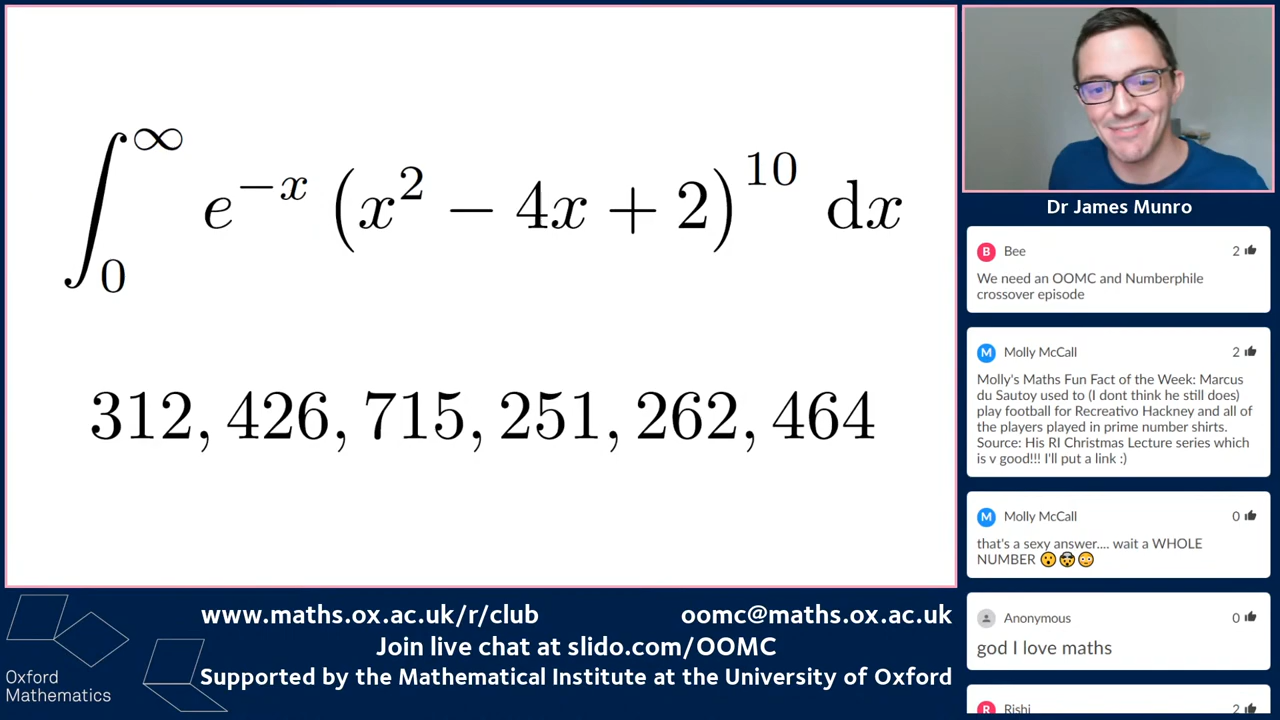 ∫₀^∞ e^{−x} (x² − 4x + 2)^{10} dx
312, 426, 715, 251, 262, 464
Dr James Munro
B Bee 2
We need an OOMC and Numberphile
crossover episode
M Molly McCall 2
Molly's Maths Fun Fact of the Week: Marcus
du Sautoy used to (I dont think he still does)
play football for Recreativo Hackney and all of
the players played in prime number shirts.
Source: His RI Christmas Lecture series which
is v good!!! I'll put a link :)
M Molly McCall 0
that's a sexy answer.... wait a WHOLE
NUMBER 😮🤯😳
Anonymous 0
god I love maths
R Rishi 2
www.maths.ox.ac.uk/r/club oomc@maths.ox.ac.uk
Join live chat at slido.com/OOMC
Supported by the Mathematical Institute at the University of Oxford
Oxford
Mathematics